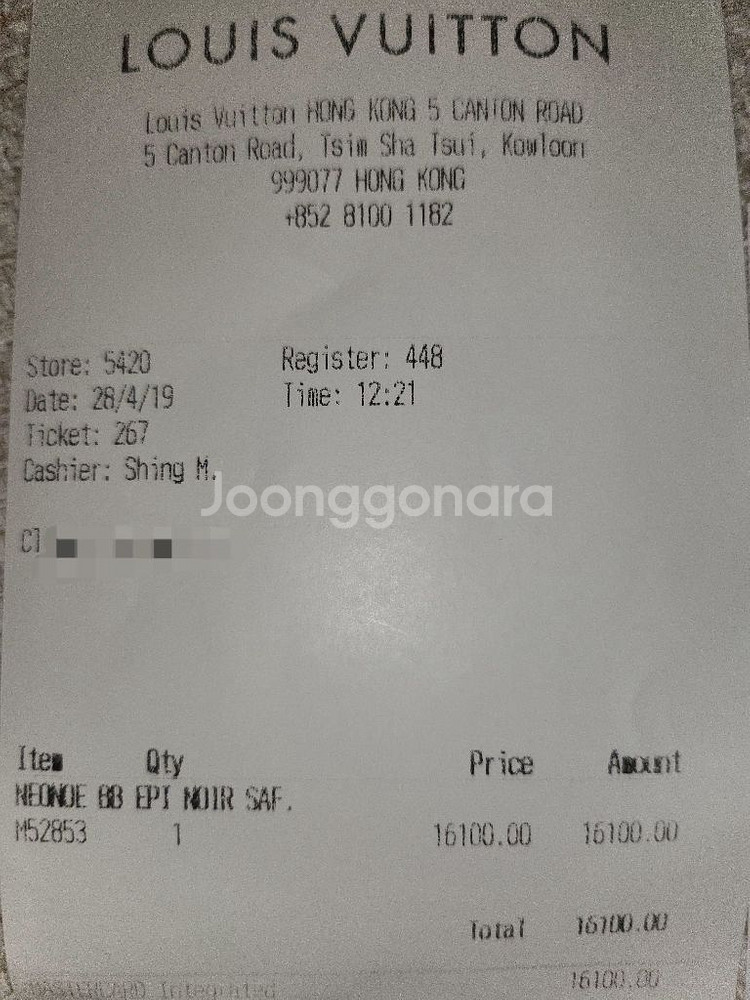 LOUIS VUITTON
Louis Vuitton HONG KONG 5 CANTON ROAD
5 Canton Road, Tsim Sha Tsui, Kowloon
999077 HONG KONG
+852 8100 1182
Store: 5420 Register: 448
Date: 28/4/19 Time: 12:21
Ticket: 267
Cashier: Shing M.
Joonggonara
Cl
Item Qty Price Amount
NEONOE BB EPI NOIR SAF.
M52853 1 16100.00 16100.00
Total 16100.00
MASTERCARD Integrated 16100.00